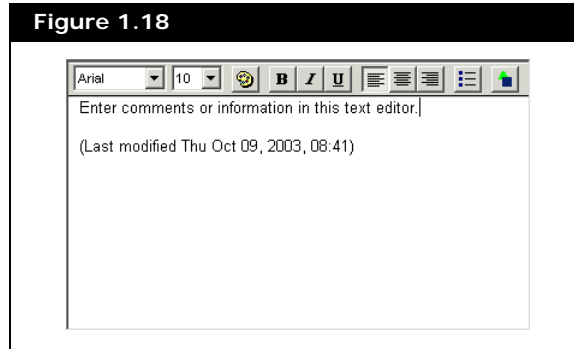 Figure 1.18
Arial 10 B I U
Enter comments or information in this text editor.
(Last modified Thu Oct 09, 2003, 08:41)